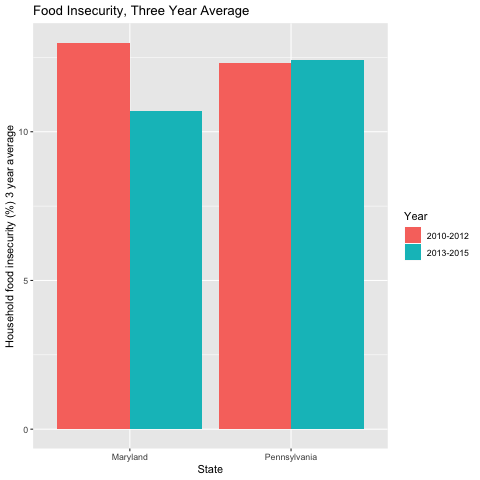 Food Insecurity, Three Year Average
Household food insecurity (%) 3 year average
10
5
0
Maryland
Pennsylvania
State
Year
2010-2012
2013-2015